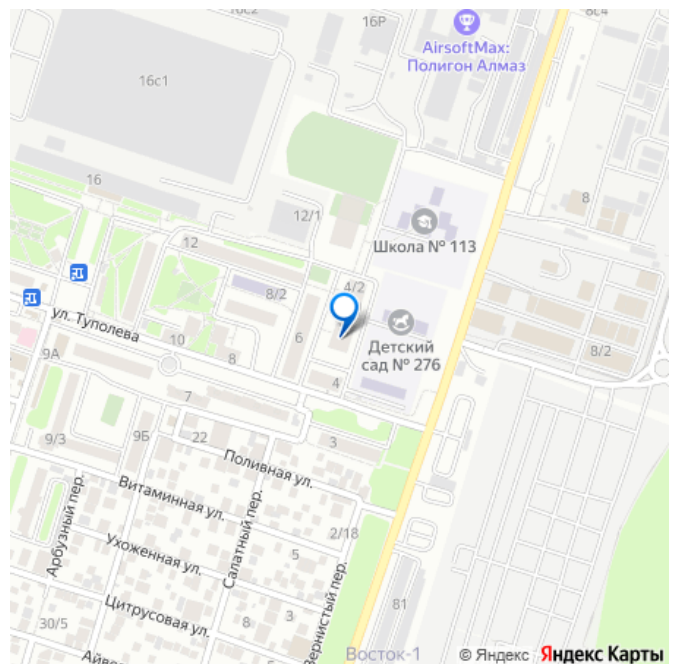 16Р
8с4
AirsoftMax:
Полигон Алмаз
16с1
16
12/1
8
Школа № 113
12
4/2
8/2
ул. Туполева
10
8
6
Детский
сад № 276
8/2
9А
4
7
9/3
9Б
22
3
Поливная ул.
Витаминная ул.
Арбузный пер.
Салатный пер.
2/18
Ухоженная ул.
5
Цитрусовая ул.
8
3
81
30/5
Вернистый пер.
Восток-1
© Яндекс Яндекс Карты